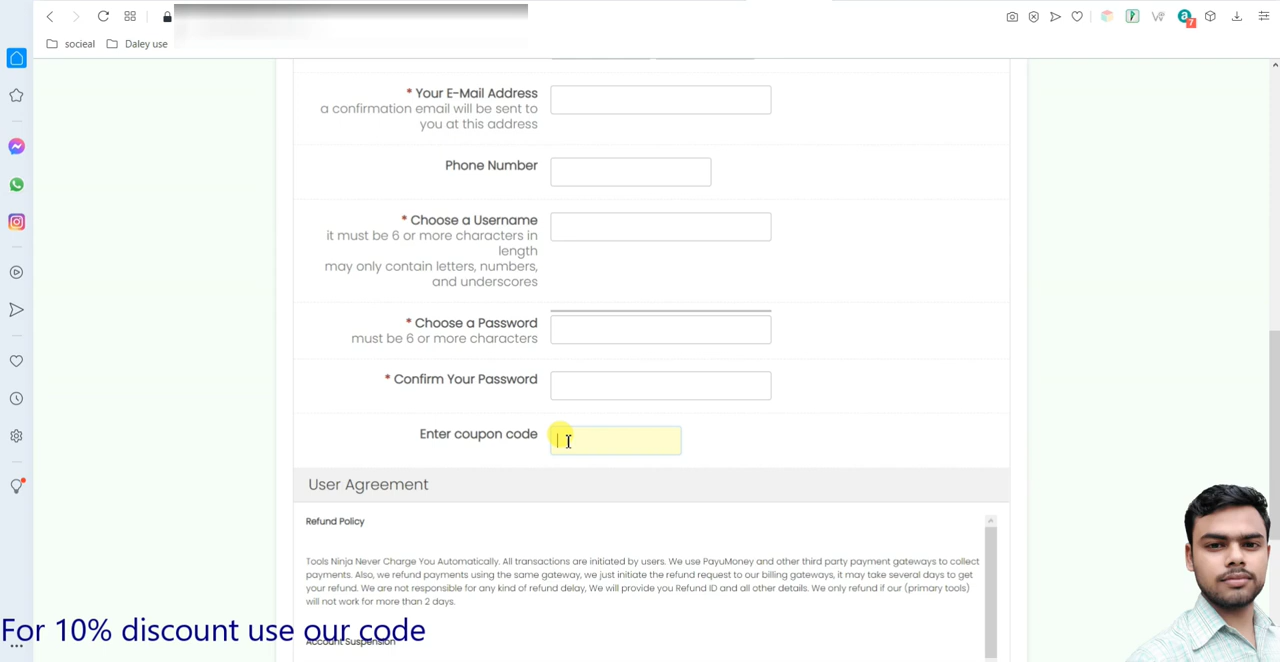 7
socieal
Daley use
* Your E-Mail Address
a confirmation email will be sent to
you at this address
Phone Number
* Choose a Username
it must be 6 or more characters in
length
may only contain letters, numbers,
and underscores
* Choose a Password
must be 6 or more characters
* Confirm Your Password
Enter coupon code
User Agreement
Refund Policy
Tools Ninja Never Charge You Automatically. All transactions are initiated by users. We use PayuMoney and other third party payment gateways to collect
payments. Also, we refund payments using the same gateway, we just initiate the refund request to our billing gateways, it may take several days to get
your refund. We are not responsible for any kind of refund delay, We will provide you Refund ID and all other details. We only refund if our (primary tools)
will not work for more than 2 days.
For 10% discount use our code
Account Suspension